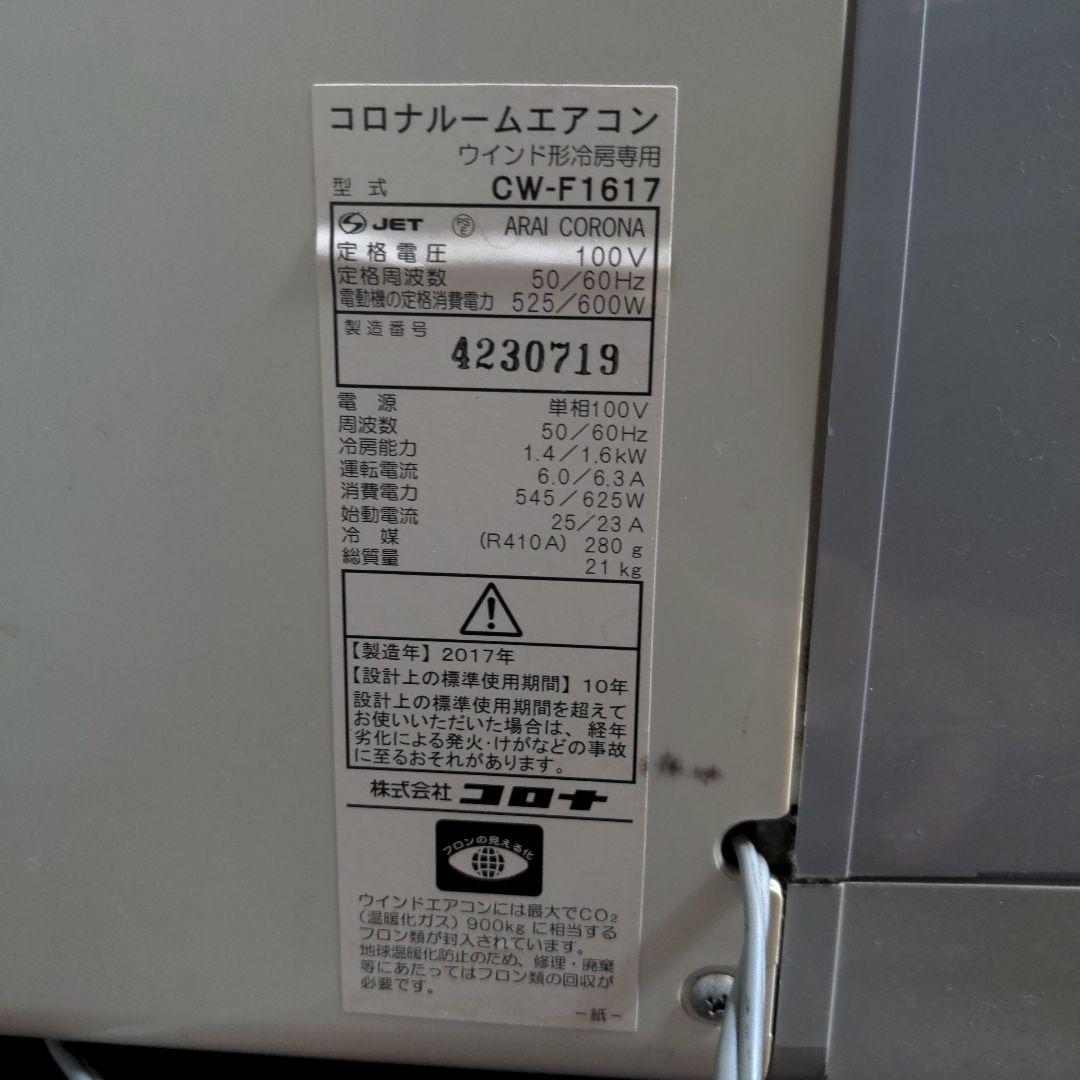 コロナルームエアコン
ウインド形冷房専用
型式 CW-F1617
JET PSE ARAI CORONA
定格電圧 100V
定格周波数 50/60Hz
電動機の定格消費電力 525/600W
製造番号
4230719
電源 単相100V
周波数 50/60Hz
冷房能力 1.4/1.6kW
運転電流 6.0/6.3A
消費電力 545/625W
始動電流 25/23A
冷媒 (R410A) 280g
総質量 21kg
【製造年】2017年
【設計上の標準使用期間】10年
設計上の標準使用期間を超えて
お使いいただいた場合は、経年
劣化による発火・けがなどの事故
に至るおそれがあります。
株式会社 コロナ
フロンの見える化
ウインドエアコンには最大でCO₂
(温暖化ガス)900kgに相当する
フロン類が封入されています。
地球温暖化防止のため、修理・廃棄
等にあたってはフロン類の回収が
必要です。
－紙－